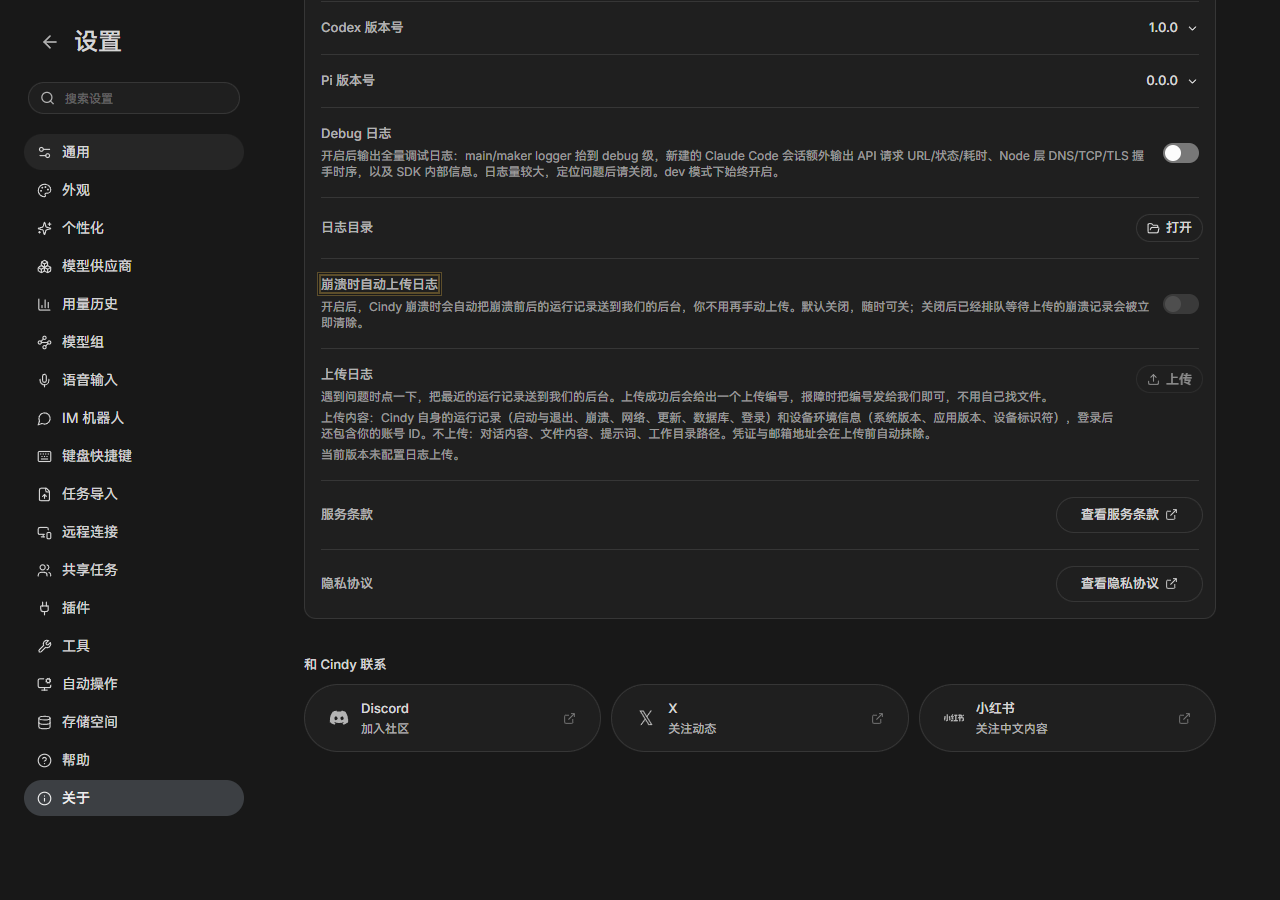 设置
搜索设置
通用
外观
个性化
模型供应商
用量历史
模型组
语音输入
IM 机器人
键盘快捷键
任务导入
远程连接
共享任务
插件
工具
自动操作
存储空间
帮助
关于
Codex 版本号
1.0.0
Pi 版本号
0.0.0
Debug 日志
开启后输出全量调试日志：main/maker logger 抬到 debug 级，新建的 Claude Code 会话额外输出 API 请求 URL/状态/耗时、Node 层 DNS/TCP/TLS 握
手时序，以及 SDK 内部信息。日志量较大，定位问题后请关闭。dev 模式下始终开启。
日志目录
打开
崩溃时自动上传日志
开启后，Cindy 崩溃时会自动把崩溃前后的运行记录送到我们的后台，你不用再手动上传。默认关闭，随时可关；关闭后已经排队等待上传的崩溃记录会被立
即清除。
上传日志
上传
遇到问题时点一下，把最近的运行记录送到我们的后台。上传成功后会给出一个上传编号，报障时把编号发给我们即可，不用自己找文件。
上传内容：Cindy 自身的运行记录（启动与退出、崩溃、网络、更新、数据库、登录）和设备环境信息（系统版本、应用版本、设备标识符），登录后
还包含你的账号 ID。不上传：对话内容、文件内容、提示词、工作目录路径。凭证与邮箱地址会在上传前自动抹除。
当前版本未配置日志上传。
服务条款
查看服务条款
隐私协议
查看隐私协议
和 Cindy 联系
Discord
加入社区
X
关注动态
小红书
小红书
关注中文内容